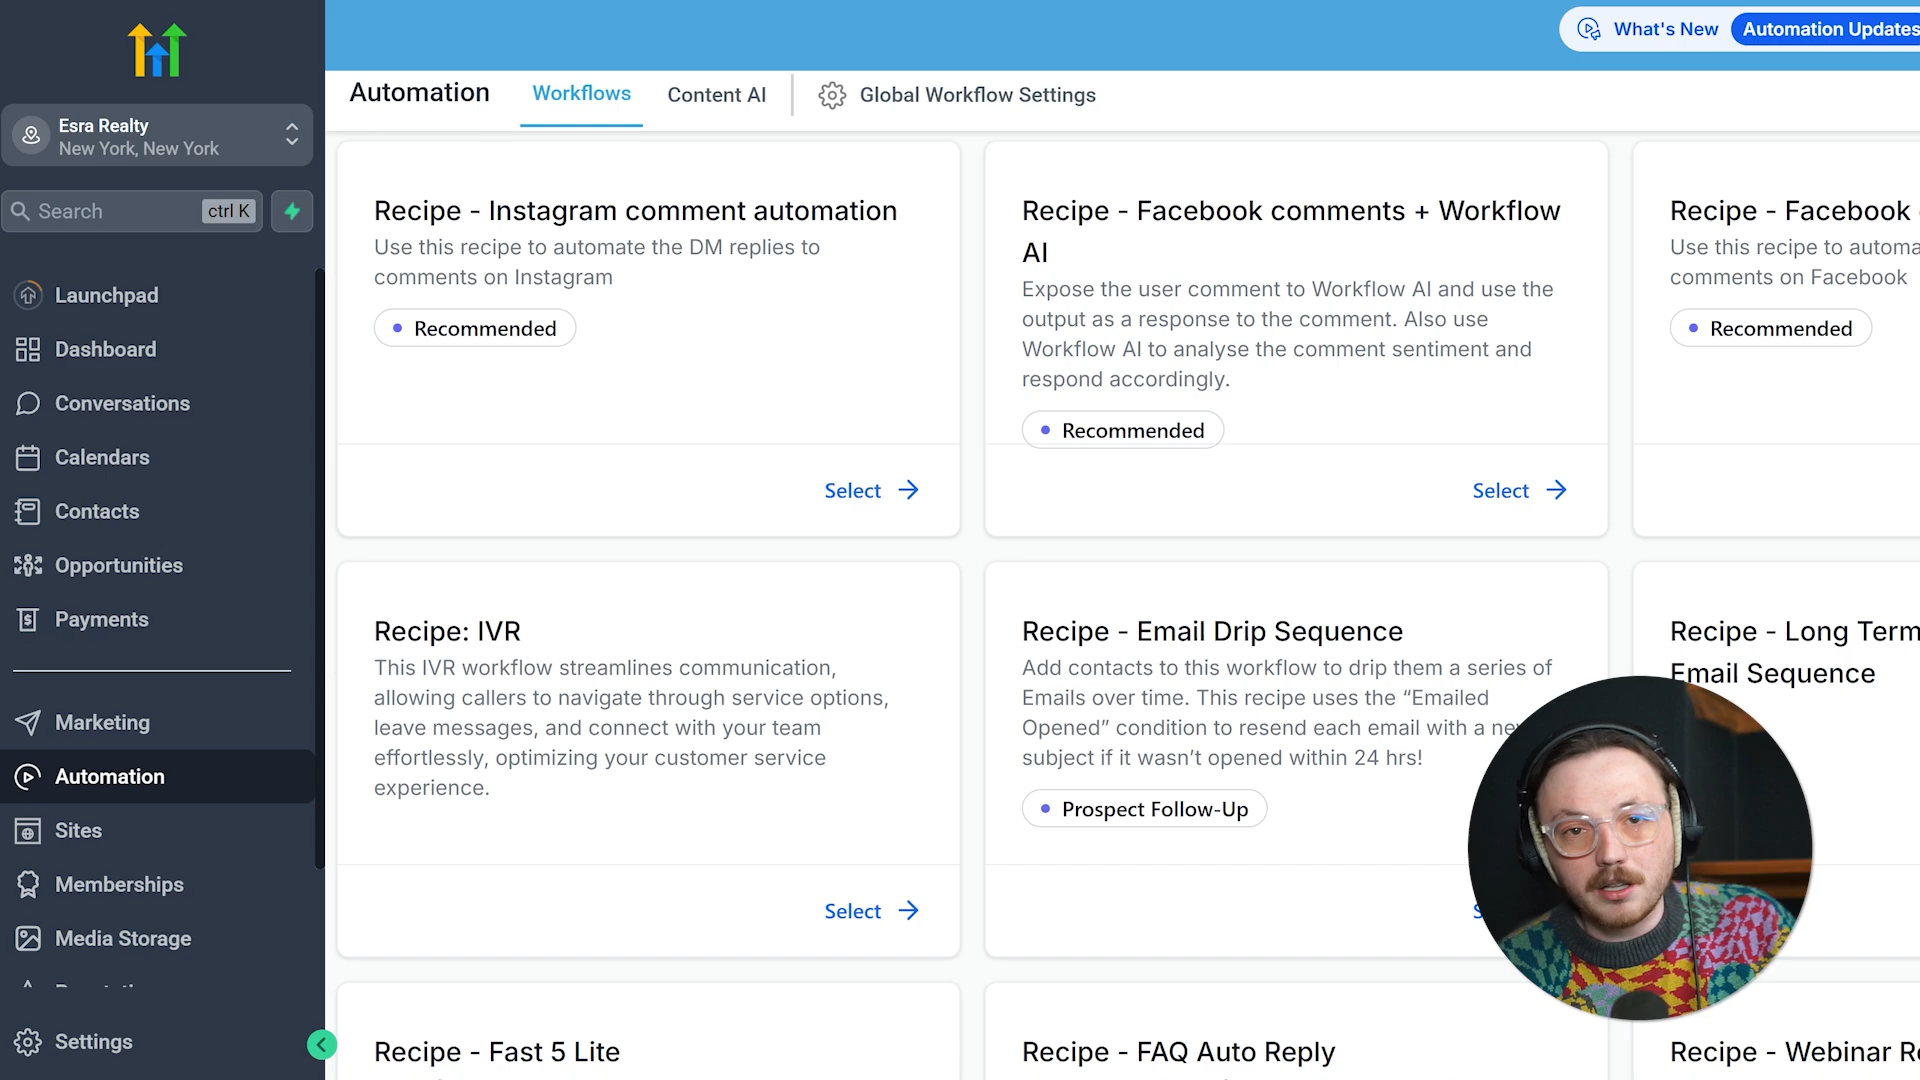 What's New
Automation Updates
Automation
Workflows
Content AI
Global Workflow Settings
Esra Realty
New York, New York
Search
ctrl K
Launchpad
Dashboard
Conversations
Calendars
Contacts
Opportunities
Payments
Marketing
Automation
Sites
Memberships
Media Storage
Settings
Recipe - Instagram comment automation
Use this recipe to automate the DM replies to
comments on Instagram
Recommended
Select
Recipe - Facebook comments + Workflow
AI
Expose the user comment to Workflow AI and use the
output as a response to the comment. Also use
Workflow AI to analyse the comment sentiment and
respond accordingly.
Recommended
Select
Recipe - Facebook
Use this recipe to automa
comments on Facebook
Recommended
Recipe: IVR
This IVR workflow streamlines communication,
allowing callers to navigate through service options,
leave messages, and connect with your team
effortlessly, optimizing your customer service
experience.
Select
Recipe - Email Drip Sequence
Add contacts to this workflow to drip them a series of
Emails over time. This recipe uses the “Emailed
Opened” condition to resend each email with a ne
subject if it wasn’t opened within 24 hrs!
Prospect Follow-Up
Recipe - Long Term
Email Sequence
Recipe - Fast 5 Lite
Recipe - FAQ Auto Reply
Recipe - Webinar R